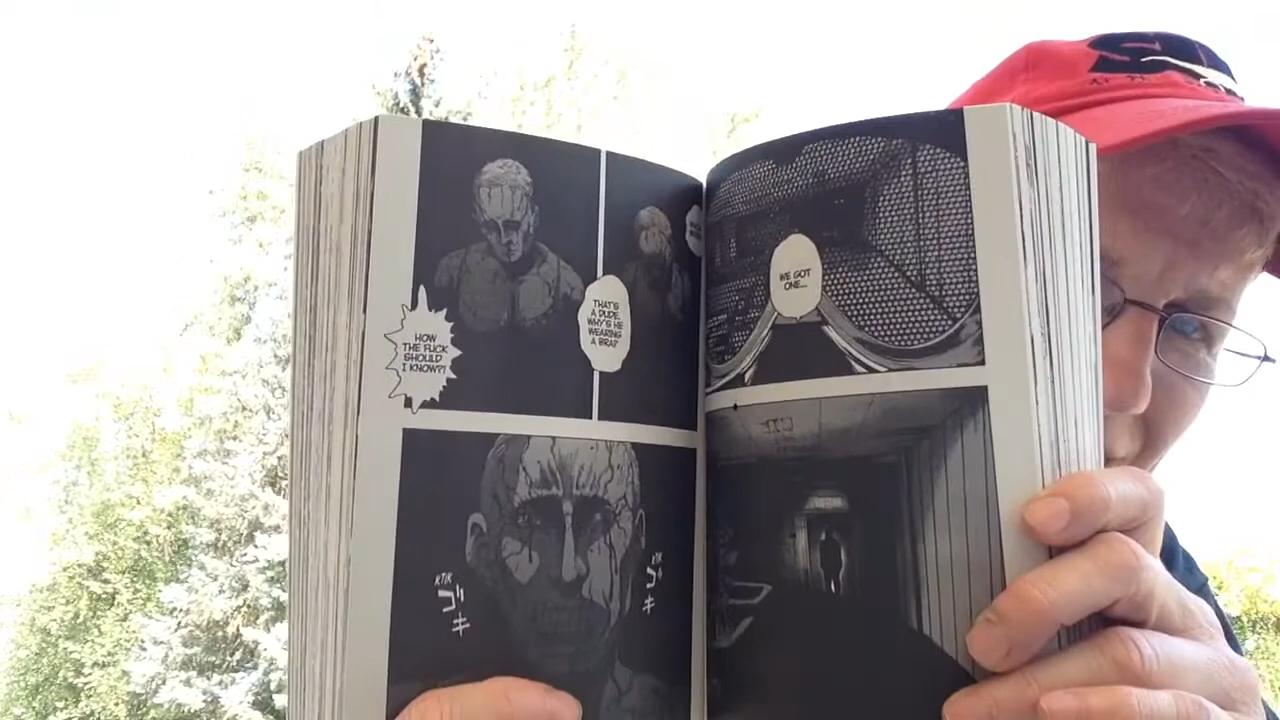 HOW
THE FUCK
SHOULD
I KNOW?!
THAT'S
A DUDE.
WHY'S HE
WEARING
A BRA?
WE GOT
ONE...
KTIK
ゴ
キ
KTIK
ゴ
キ